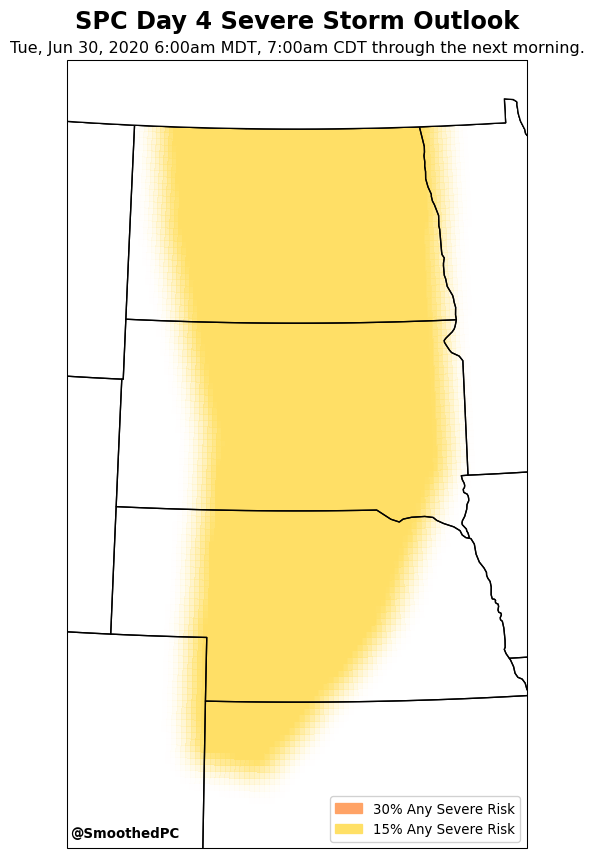 SPC Day 4 Severe Storm Outlook
Tue, Jun 30, 2020 6:00am MDT, 7:00am CDT through the next morning.
30% Any Severe Risk
15% Any Severe Risk
@SmoothedPC